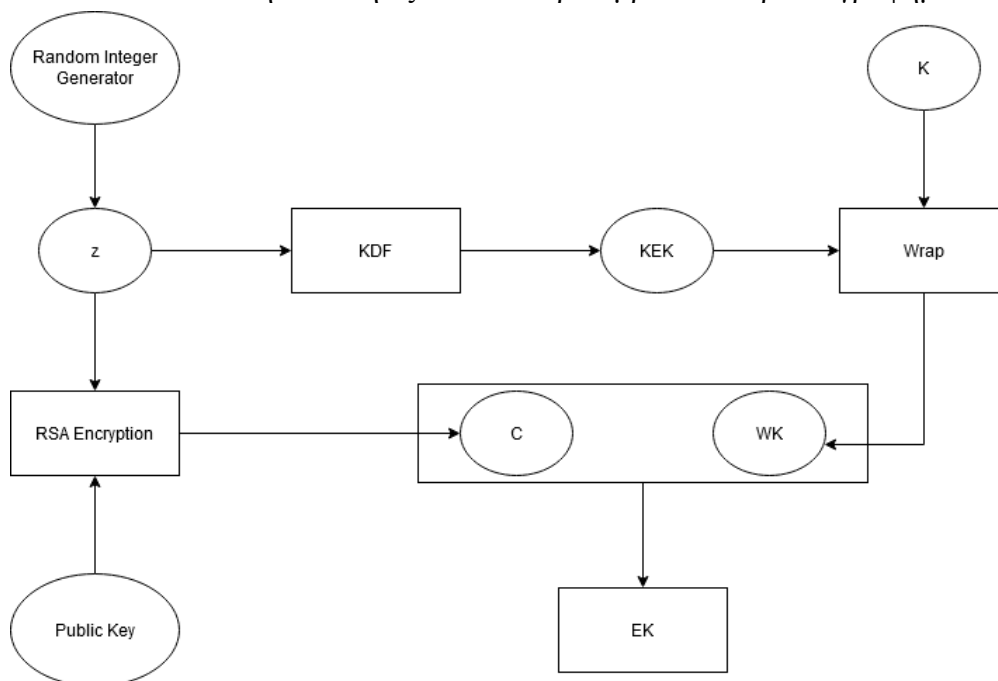 Random Integer
Generator
K
z
KDF
KEK
Wrap
RSA Encryption
C
WK
Public Key
EK